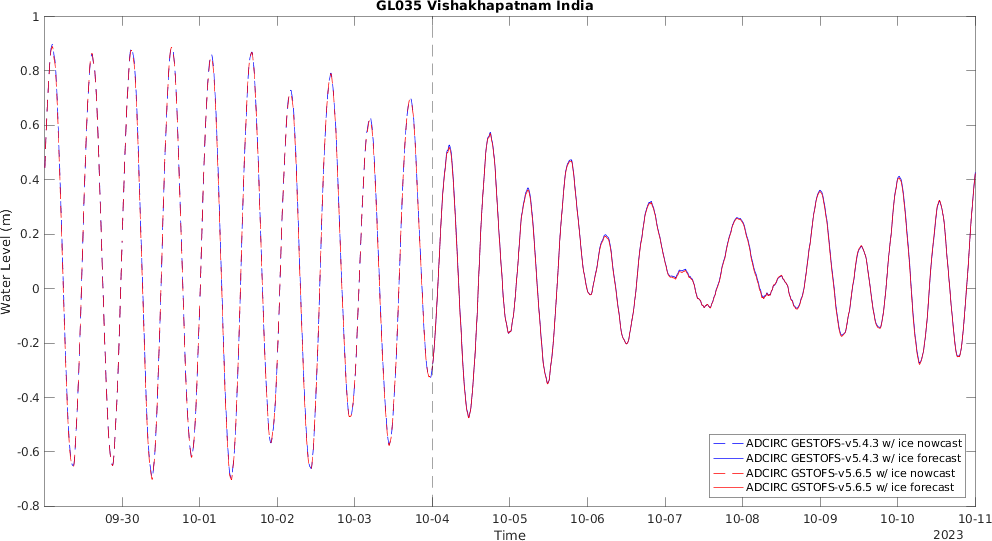 GL035 Vishakhapatnam India
1
0.8
0.6
0.4
0.2
0
-0.2
-0.4
-0.6
-0.8
Water Level (m)
09-30 10-01 10-02 10-03 10-04 10-05 10-06 10-07 10-08 10-09 10-10 10-11
Time
2023
ADCIRC GESTOFS-v5.4.3 w/ ice nowcast
ADCIRC GESTOFS-v5.4.3 w/ ice forecast
ADCIRC GSTOFS-v5.6.5 w/ ice nowcast
ADCIRC GSTOFS-v5.6.5 w/ ice forecast